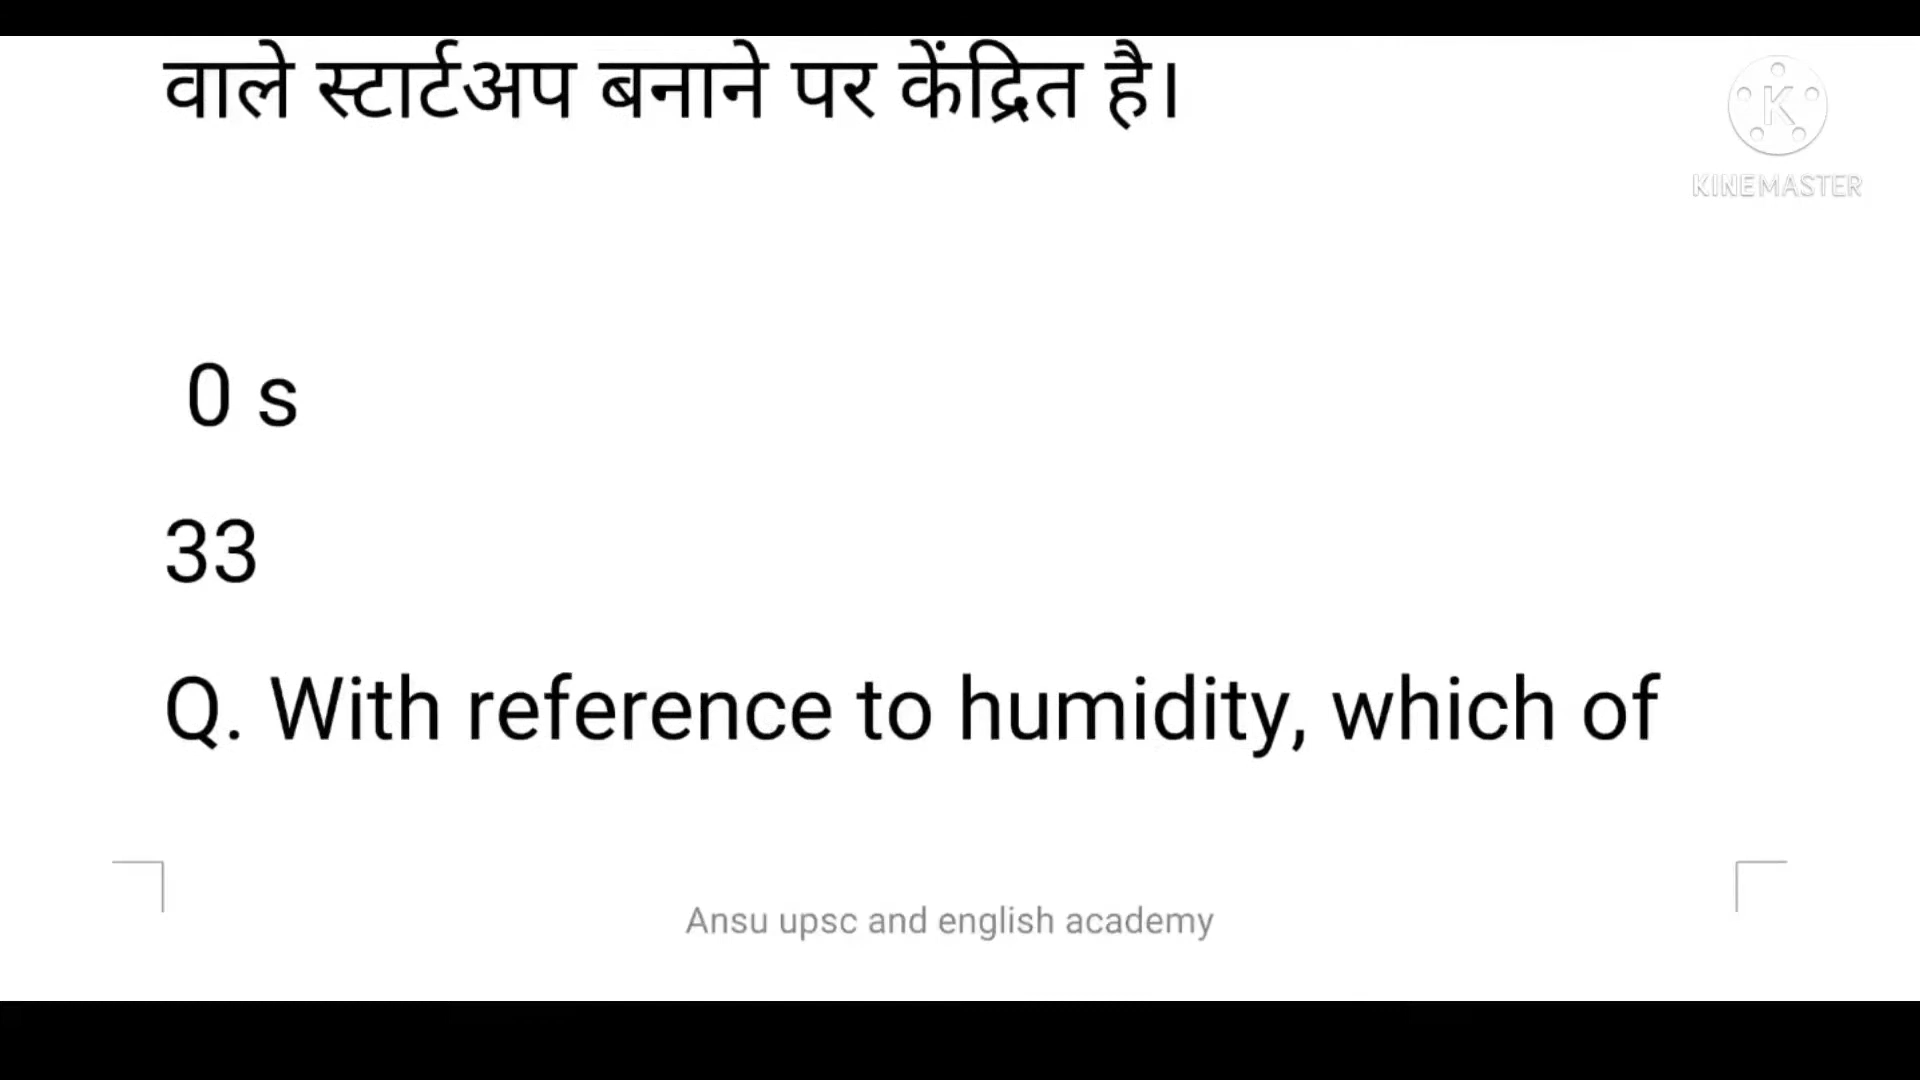 वाले स्टार्टअप बनाने पर केंद्रित है।
K
KINEMASTER
0 s
33
Q. With reference to humidity, which of
Ansu upsc and english academy